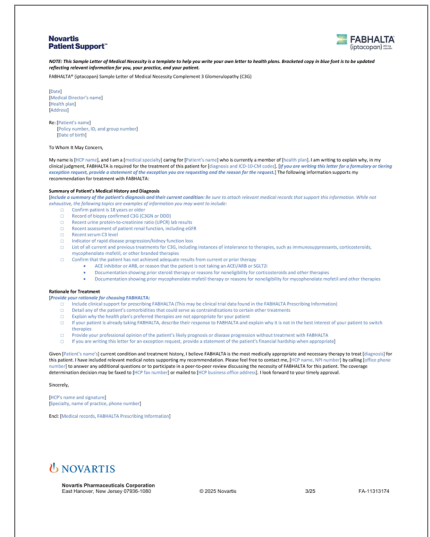 Novartis
Patient Support™
FABHALTA®
(iptacopan)
NOTE: This Sample Letter of Medical Necessity is a template to help you write your own letter to health plans. Bracketed copy in blue font is to be updated
reflecting relevant information for you, your practice, and your patient.
FABHALTA® (iptacopan) Sample Letter of Medical Necessity Complement 3 Glomerulopathy (C3G)
[Date]
[Medical Director's name]
[Health plan]
[Address]
Re: [Patient's name]
[Policy number, ID, and group number]
[Date of birth]
To Whom It May Concern,
My name is [HCP name], and I am a [medical specialty] caring for [Patient's name] who is currently a member of [health plan]. I am writing to explain why, in my
clinical judgment, FABHALTA is required for the treatment of this patient for [diagnosis and ICD-10-CM codes]. [If you are writing this letter for a formulary or tiering
exception request, provide a statement of the exception you are requesting and the reason for the request.] The following information supports my
recommendation for treatment with FABHALTA:
Summary of Patient's Medical History and Diagnosis
[Include a summary of the patient's diagnosis and their current condition. Be sure to attach relevant medical records that support this information. While not
exhaustive, the following topics are examples of information you may want to include:
□ Confirm patient is 18 years or older
□ Record of biopsy-confirmed C3G (C3GN or DDD)
□ Recent urine protein-to-creatinine ratio (UPCR) lab results
□ Recent assessment of patient renal function, including eGFR
□ Recent serum C3 level
□ Indicator of rapid disease progression/kidney function loss
□ List of all current and previous treatments for C3G, including instances of intolerance to therapies, such as immunosuppressants, corticosteroids,
mycophenolate mofetil, or other branded therapies
□ Confirm that the patient has not achieved adequate results from current or prior therapy
• ACE inhibitor or ARB, or reason that the patient is not taking an ACEi/ARB or SGLT2i
• Documentation showing prior steroid therapy or reasons for noneligibility for corticosteroids and other therapies
• Documentation showing prior mycophenolate mofetil therapy or reasons for noneligibility for mycophenolate mofetil and other therapies
Rationale for Treatment
[Provide your rationale for choosing FABHALTA:
□ Include clinical support for prescribing FABHALTA (This may be clinical trial data found in the FABHALTA Prescribing Information)
□ Detail any of the patient's comorbidities that could serve as contraindications to certain other treatments
□ Explain why the health plan's preferred therapies are not appropriate for your patient
□ If your patient is already taking FABHALTA, describe their response to FABHALTA and explain why it is not in the best interest of your patient to switch
therapies
□ Provide your professional opinion of the patient's likely prognosis or disease progression without treatment with FABHALTA
□ If you are writing this letter for an exception request, provide a statement of the patient's financial hardship when appropriate]
Given [Patient's name's] current condition and treatment history, I believe FABHALTA is the most medically appropriate and necessary therapy to treat [diagnosis] for
this patient. I have included relevant medical notes supporting my recommendation. Please feel free to contact me, [HCP name, NPI number] by calling [office phone
number] to answer any additional questions or to participate in a peer-to-peer review discussing the necessity of FABHALTA for this patient. The coverage
determination decision may be faxed to [HCP fax number] or mailed to [HCP business office address]. I look forward to your timely approval.
Sincerely,
[HCP's name and signature]
[Specialty, name of practice, phone number]
Encl: [Medical records, FABHALTA Prescribing Information]
NOVARTIS
Novartis Pharmaceuticals Corporation
East Hanover, New Jersey 07936-1080 © 2025 Novartis 3/25 FA-11313174